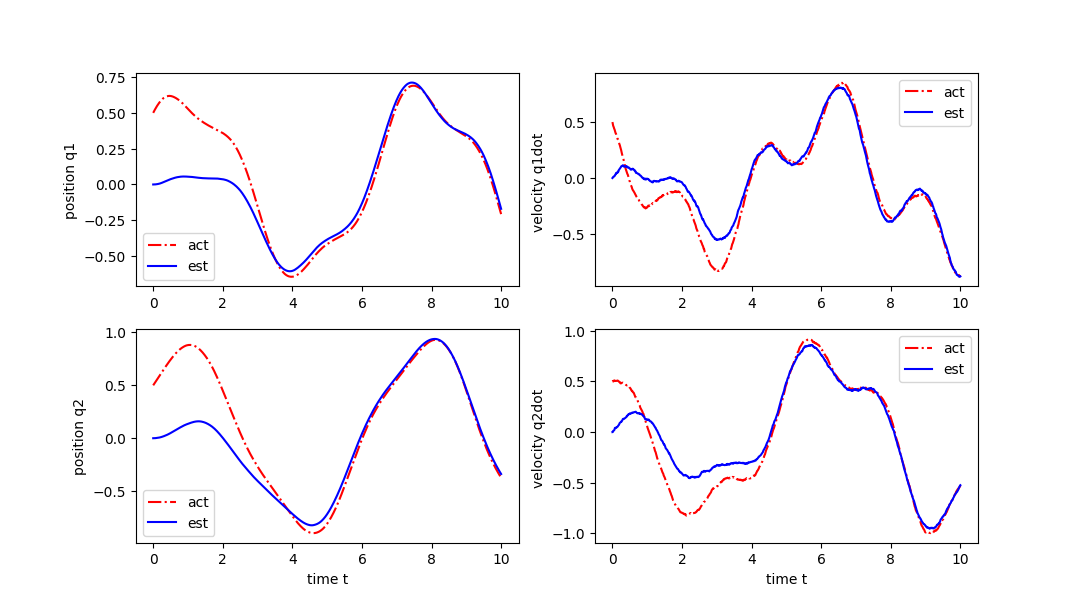 position q1
0.75
0.50
0.25
0.00
−0.25
−0.50
act
est
0 2 4 6 8 10
velocity q1dot
0.5
0.0
−0.5
act
est
0 2 4 6 8 10
position q2
1.0
0.5
0.0
−0.5
act
est
0 2 4 6 8 10
time t
velocity q2dot
1.0
0.5
0.0
−0.5
−1.0
act
est
0 2 4 6 8 10
time t